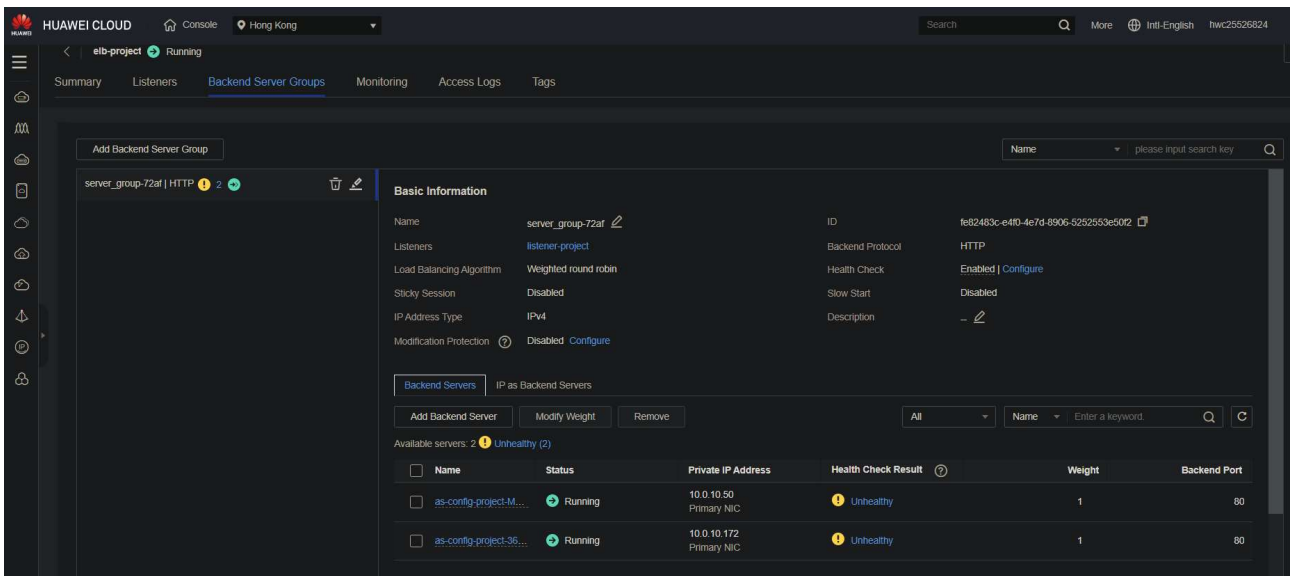 HUAWEI
HUAWEI CLOUD Console Hong Kong Search More Intl-English hwc25526824
elb-project Running
Summary Listeners Backend Server Groups Monitoring Access Logs Tags
Add Backend Server Group Name please input search key
server_group-72af | HTTP 2
Basic Information
Name server_group-72af ID fe82483c-e4f0-4e7d-8906-5252553e50f2
Listeners listener-project Backend Protocol HTTP
Load Balancing Algorithm Weighted round robin Health Check Enabled | Configure
Sticky Session Disabled Slow Start Disabled
IP Address Type IPv4 Description --
Modification Protection ? Disabled Configure
Backend Servers IP as Backend Servers
Add Backend Server Modify Weight Remove All Name Enter a keyword.
Available servers: 2 Unhealthy (2)
Name Status Private IP Address Health Check Result ? Weight Backend Port
as-config-project-M... Running 10.0.10.50 Unhealthy 1 80
Primary NIC
as-config-project-36... Running 10.0.10.172 Unhealthy 1 80
Primary NIC